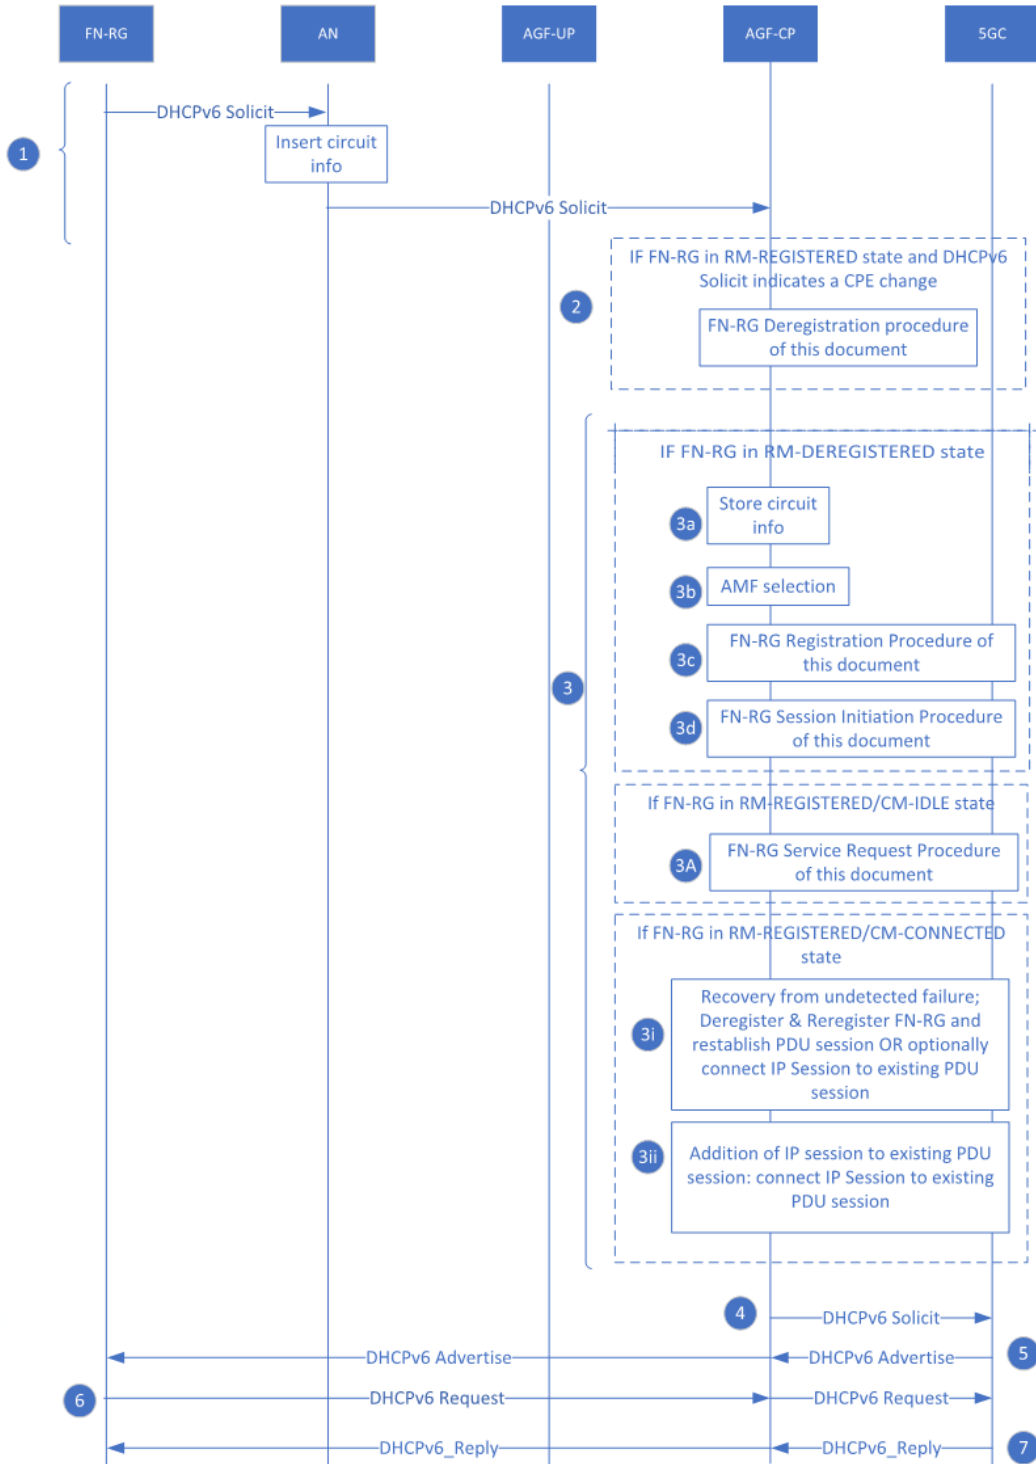 FN-RG
AN
AGF-UP
AGF-CP
5GC
DHCPv6 Solicit
1
Insert circuit
info
DHCPv6 Solicit
IF FN-RG in RM-REGISTERED state and DHCPv6
Solicit indicates a CPE change
2
FN-RG Deregistration procedure
of this document
3
IF FN-RG in RM-DEREGISTERED state
3a
Store circuit
info
3b
AMF selection
3c
FN-RG Registration Procedure of
this document
3d
FN-RG Session Initiation Procedure
of this document
If FN-RG in RM-REGISTERED/CM-IDLE state
3A
FN-RG Service Request Procedure
of this document
If FN-RG in RM-REGISTERED/CM-CONNECTED
state
3i
Recovery from undetected failure;
Deregister & Reregister FN-RG and
restablish PDU session OR optionally
connect IP Session to existing PDU
session
3ii
Addition of IP session to existing PDU
session: connect IP Session to existing
PDU session
4
DHCPv6 Solicit
DHCPv6 Advertise
DHCPv6 Advertise
5
6
DHCPv6 Request
DHCPv6 Request
DHCPv6_Reply
DHCPv6_Reply
7